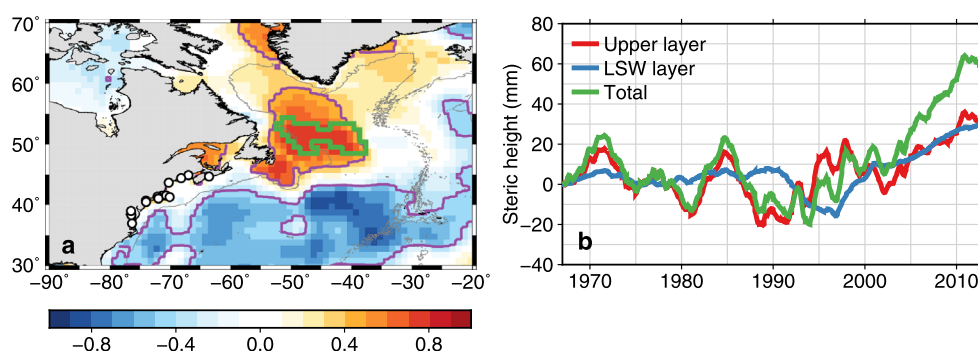 70°
60°
50°
40°
30°
a
−90° −80° −70° −60° −50° −40° −30° −20°
−0.8 −0.4 0.0 0.4 0.8
Steric height (mm)
80
60
40
20
0
−20
−40
Upper layer
LSW layer
Total
b
1970 1980 1990 2000 2010